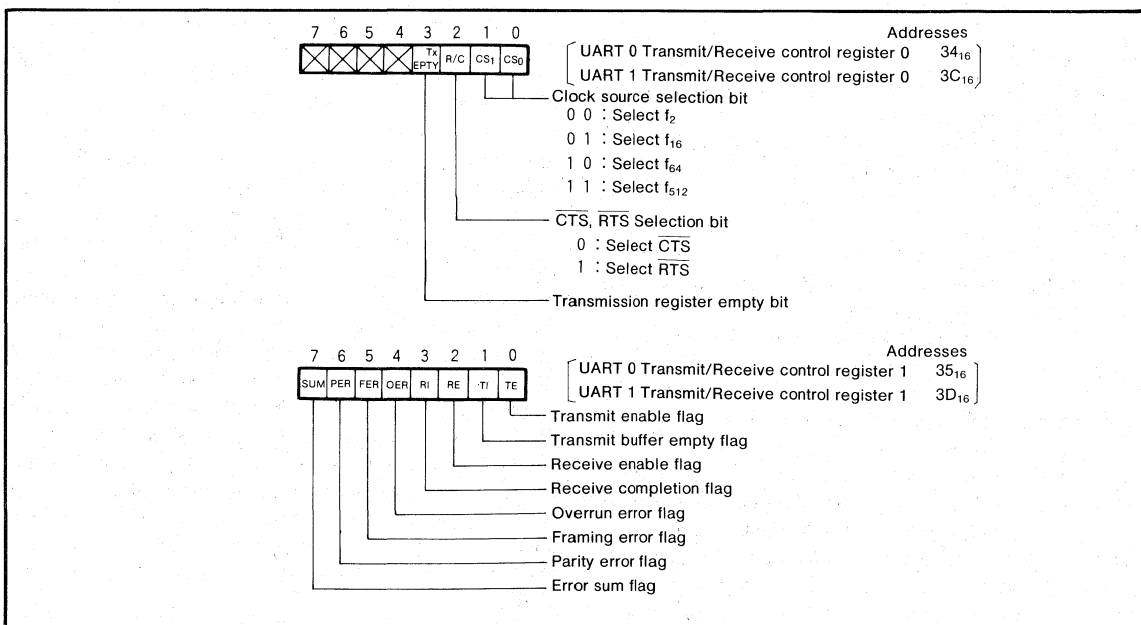 7 6 5 4 3 2 1 0
Addresses
Tx EPTY R/C CS₁ CS₀
UART 0 Transmit/Receive control register 0 34₁₆
UART 1 Transmit/Receive control register 0 3C₁₆
Clock source selection bit
0 0 : Select f₂
0 1 : Select f₁₆
1 0 : Select f₆₄
1 1 : Select f₅₁₂
C̅T̅S̅, R̅T̅S̅ Selection bit
0 : Select C̅T̅S̅
1 : Select R̅T̅S̅
Transmission register empty bit
7 6 5 4 3 2 1 0
Addresses
SUM PER FER OER RI RE TI TE
UART 0 Transmit/Receive control register 1 35₁₆
UART 1 Transmit/Receive control register 1 3D₁₆
Transmit enable flag
Transmit buffer empty flag
Receive enable flag
Receive completion flag
Overrun error flag
Framing error flag
Parity error flag
Error sum flag